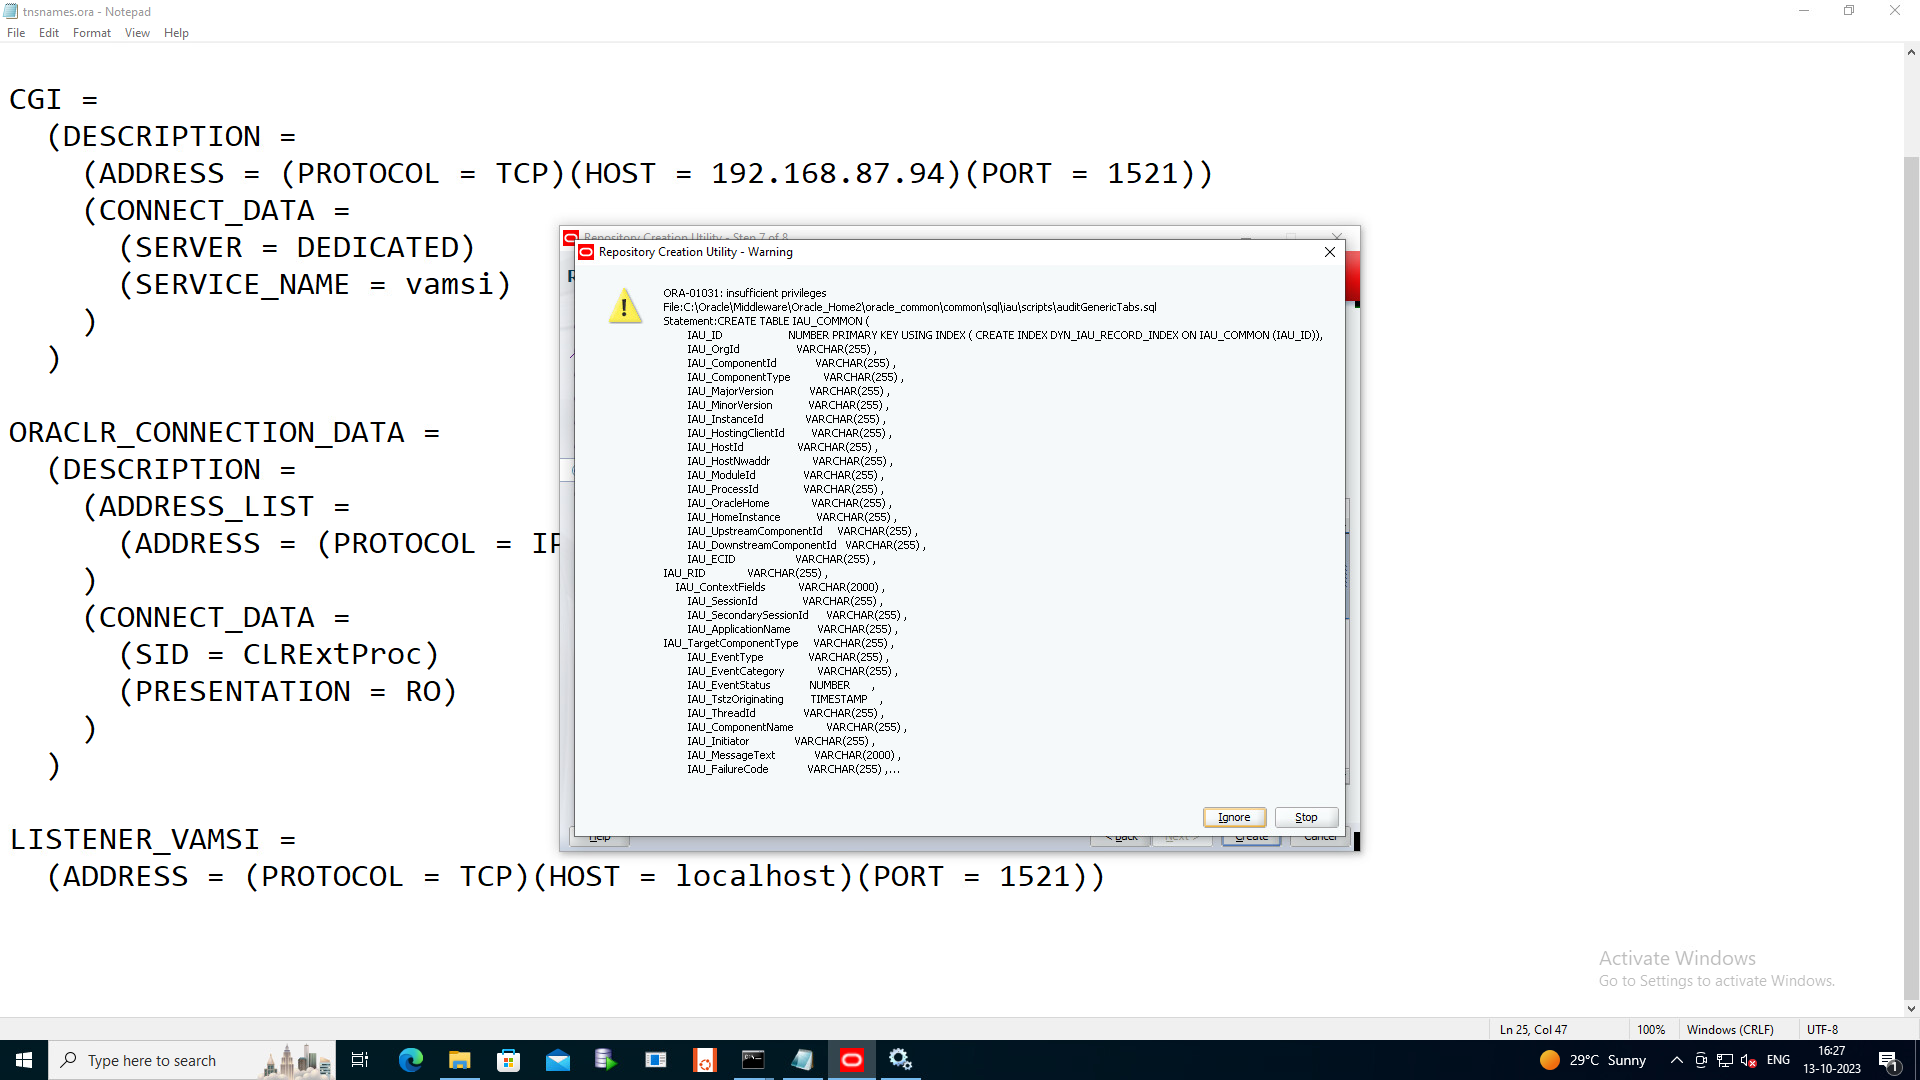 tnsnames.ora - Notepad
File Edit Format View Help
CGI =
(DESCRIPTION =
(ADDRESS = (PROTOCOL = TCP)(HOST = 192.168.87.94)(PORT = 1521))
(CONNECT_DATA =
(SERVER = DEDICATED)
(SERVICE_NAME = vamsi)
)
)
ORACLR_CONNECTION_DATA =
(DESCRIPTION =
(ADDRESS_LIST =
(ADDRESS = (PROTOCOL = IP
)
(CONNECT_DATA =
(SID = CLRExtProc)
(PRESENTATION = RO)
)
)
LISTENER_VAMSI =
(ADDRESS = (PROTOCOL = TCP)(HOST = localhost)(PORT = 1521))
Repository Creation Utility - Step 7 of 8
Repository Creation Utility - Warning
ORA-01031: insufficient privileges
File:C:\Oracle\Middleware\Oracle_Home2\oracle_common\common\sql\iau\scripts\auditGenericTabs.sql
Statement:CREATE TABLE IAU_COMMON (
IAU_ID NUMBER PRIMARY KEY USING INDEX ( CREATE INDEX DYN_IAU_RECORD_INDEX ON IAU_COMMON (IAU_ID)),
IAU_OrgId VARCHAR(255) ,
IAU_ComponentId VARCHAR(255) ,
IAU_ComponentType VARCHAR(255) ,
IAU_MajorVersion VARCHAR(255) ,
IAU_MinorVersion VARCHAR(255) ,
IAU_InstanceId VARCHAR(255) ,
IAU_HostingClientId VARCHAR(255) ,
IAU_HostId VARCHAR(255) ,
IAU_HostNwaddr VARCHAR(255) ,
IAU_ModuleId VARCHAR(255) ,
IAU_ProcessId VARCHAR(255) ,
IAU_OracleHome VARCHAR(255) ,
IAU_HomeInstance VARCHAR(255) ,
IAU_UpstreamComponentId VARCHAR(255) ,
IAU_DownstreamComponentId VARCHAR(255) ,
IAU_ECID VARCHAR(255) ,
IAU_RID VARCHAR(255) ,
IAU_ContextFields VARCHAR(2000) ,
IAU_SessionId VARCHAR(255) ,
IAU_SecondarySessionId VARCHAR(255) ,
IAU_ApplicationName VARCHAR(255) ,
IAU_TargetComponentType VARCHAR(255) ,
IAU_EventType VARCHAR(255) ,
IAU_EventCategory VARCHAR(255) ,
IAU_EventStatus NUMBER ,
IAU_TstzOriginating TIMESTAMP ,
IAU_ThreadId VARCHAR(255) ,
IAU_ComponentName VARCHAR(255) ,
IAU_Initiator VARCHAR(255) ,
IAU_MessageText VARCHAR(2000) ,
IAU_FailureCode VARCHAR(255) ,...
Ignore Stop
Help < Back Next > Create Cancel
Activate Windows
Go to Settings to activate Windows.
Ln 25, Col 47 100% Windows (CRLF) UTF-8
Type here to search
29°C Sunny ENG
16:27
13-10-2023
1